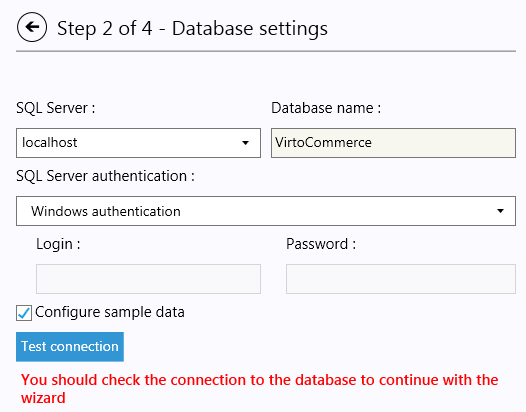 Step 2 of 4 - Database settings
SQL Server :
Database name :
localhost
VirtoCommerce
SQL Server authentication :
Windows authentication
Login :
Password :
Configure sample data
Test connection
You should check the connection to the database to continue with the
wizard